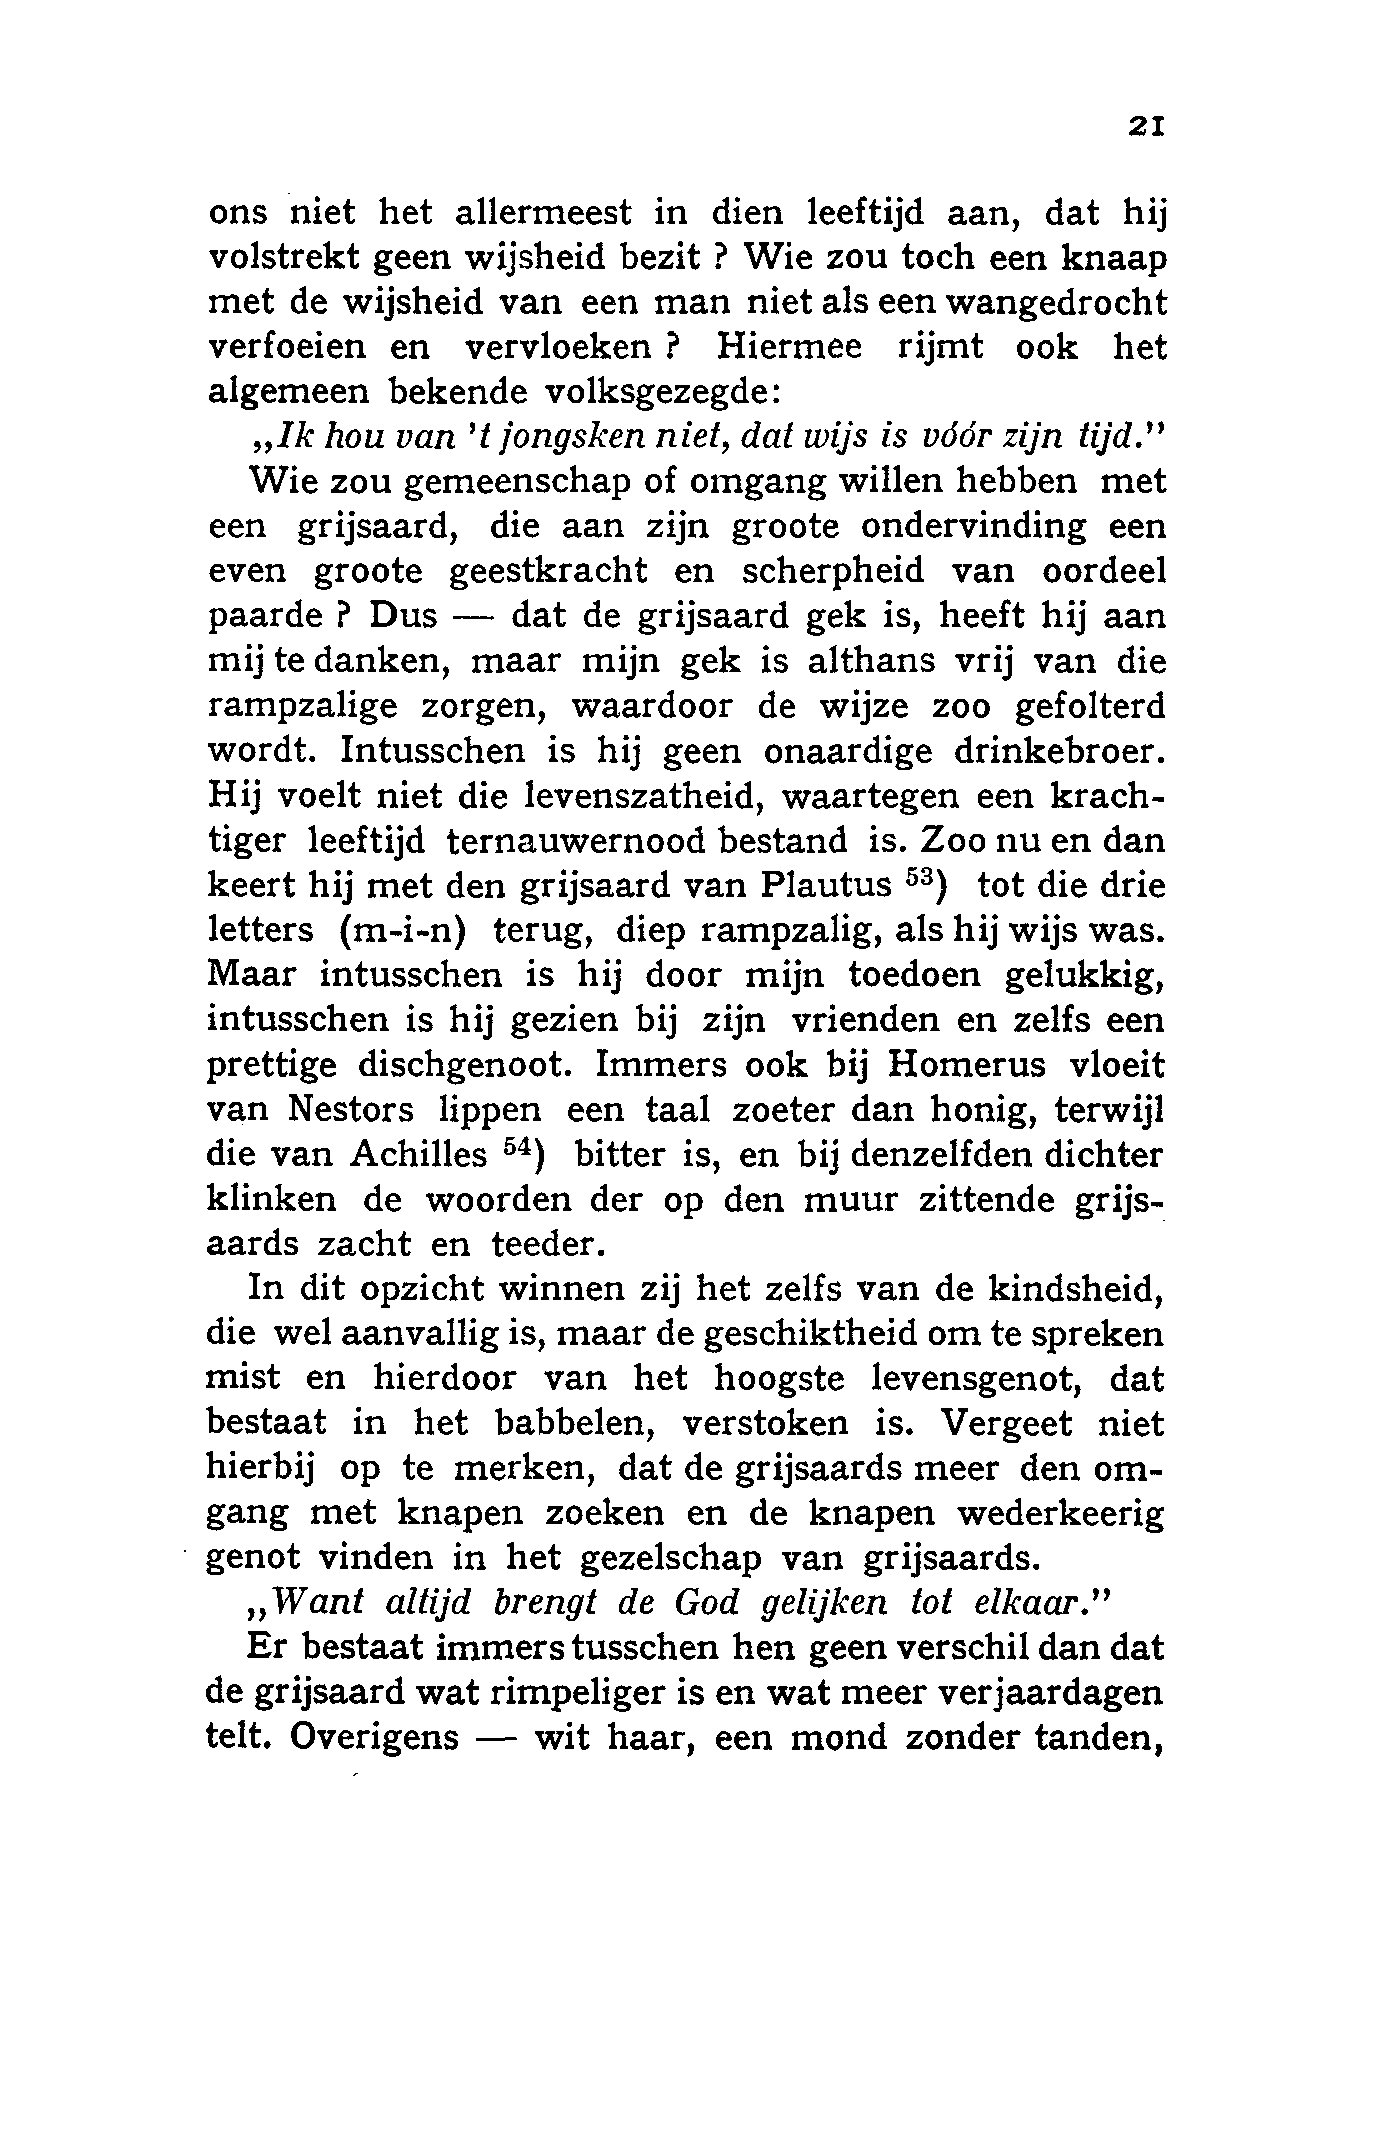 21
ons niet het allermeest in dien leeftijd aan, dat hij
volstrekt geen wijsheid bezit ? Wie zou toch een knaap
met de wijsheid van een man niet als een wangedrocht
verfoeien en vervloeken ? Hiermee rijmt ook het
algemeen bekende volksgezegde:
„Ik hou van 't jongsken niet, dat wijs is vóór zijn tijd."
Wie zou gemeenschap of omgang willen hebben met
een grijsaard, die aan zijn groote ondervinding een
even groote geestkracht en scherpheid van oordeel
paarde ? Dus — dat de grijsaard gek is, heeft hij aan
mij te danken, maar mijn gek is althans vrij van die
rampzalige zorgen, waardoor de wijze zoo gefolterd
wordt. Intusschen is hij geen onaardige drinkebroer.
Hij voelt niet die levenszatheid, waartegen een krach-
tiger leeftijd ternauwernood bestand is. Zoo nu en dan
keert hij met den grijsaard van Plautus ⁵³) tot die drie
letters (m-i-n) terug, diep rampzalig, als hij wijs was.
Maar intusschen is hij door mijn toedoen gelukkig,
intusschen is hij gezien bij zijn vrienden en zelfs een
prettige dischgenoot. Immers ook bij Homerus vloeit
van Nestors lippen een taal zoeter dan honig, terwijl
die van Achilles ⁵⁴) bitter is, en bij denzelfden dichter
klinken de woorden der op den muur zittende grijs-
aards zacht en teeder.
In dit opzicht winnen zij het zelfs van de kindsheid,
die wel aanvallig is, maar de geschiktheid om te spreken
mist en hierdoor van het hoogste levensgenot, dat
bestaat in het babbelen, verstoken is. Vergeet niet
hierbij op te merken, dat de grijsaards meer den om-
gang met knapen zoeken en de knapen wederkeerig
genot vinden in het gezelschap van grijsaards.
„Want altijd brengt de God gelijken tot elkaar."
Er bestaat immers tusschen hen geen verschil dan dat
de grijsaard wat rimpeliger is en wat meer verjaardagen
telt. Overigens — wit haar, een mond zonder tanden,